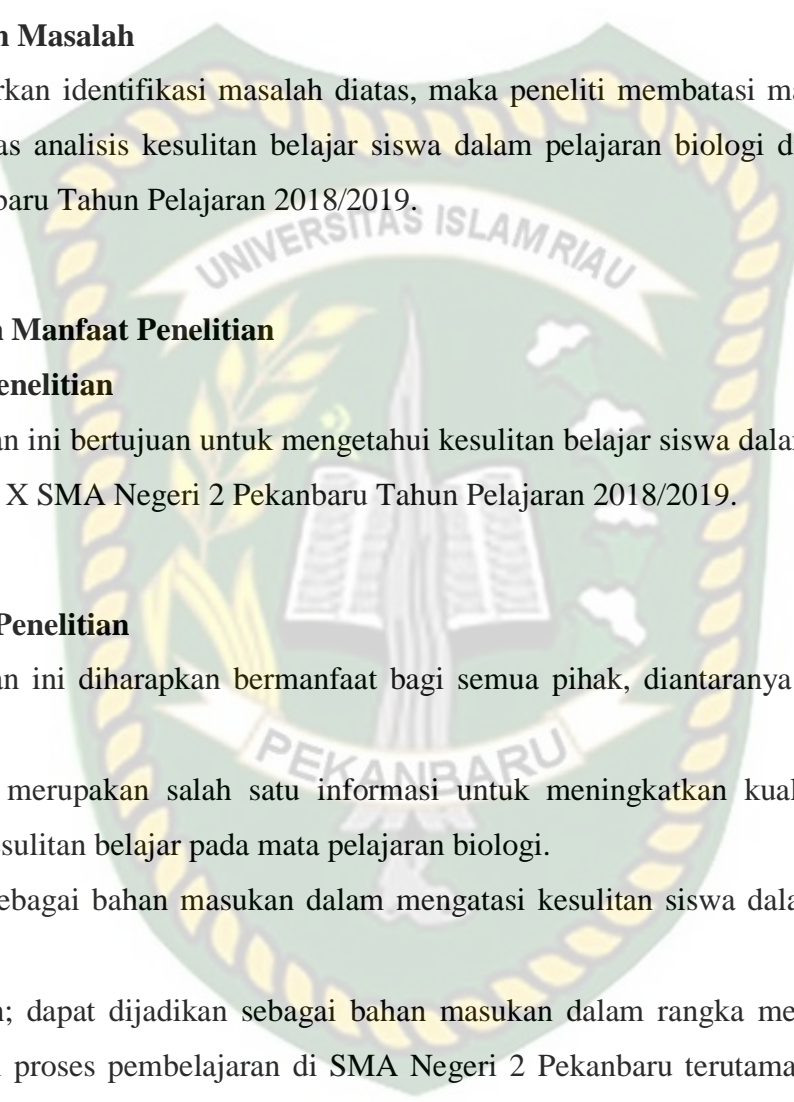 n Masalah
rkan identifikasi masalah diatas, maka peneliti membatasi ma
as analisis kesulitan belajar siswa dalam pelajaran biologi d
baru Tahun Pelajaran 2018/2019.
UNIVERSITAS ISLAM RIAU
n Manfaat Penelitian
enelitian
an ini bertujuan untuk mengetahui kesulitan belajar siswa dala
X SMA Negeri 2 Pekanbaru Tahun Pelajaran 2018/2019.
Penelitian
an ini diharapkan bermanfaat bagi semua pihak, diantaranya
PEKANBARU
merupakan salah satu informasi untuk meningkatkan kual
esulitan belajar pada mata pelajaran biologi.
ebagai bahan masukan dalam mengatasi kesulitan siswa dala
n; dapat dijadikan sebagai bahan masukan dalam rangka me
proses pembelajaran di SMA Negeri 2 Pekanbaru terutama